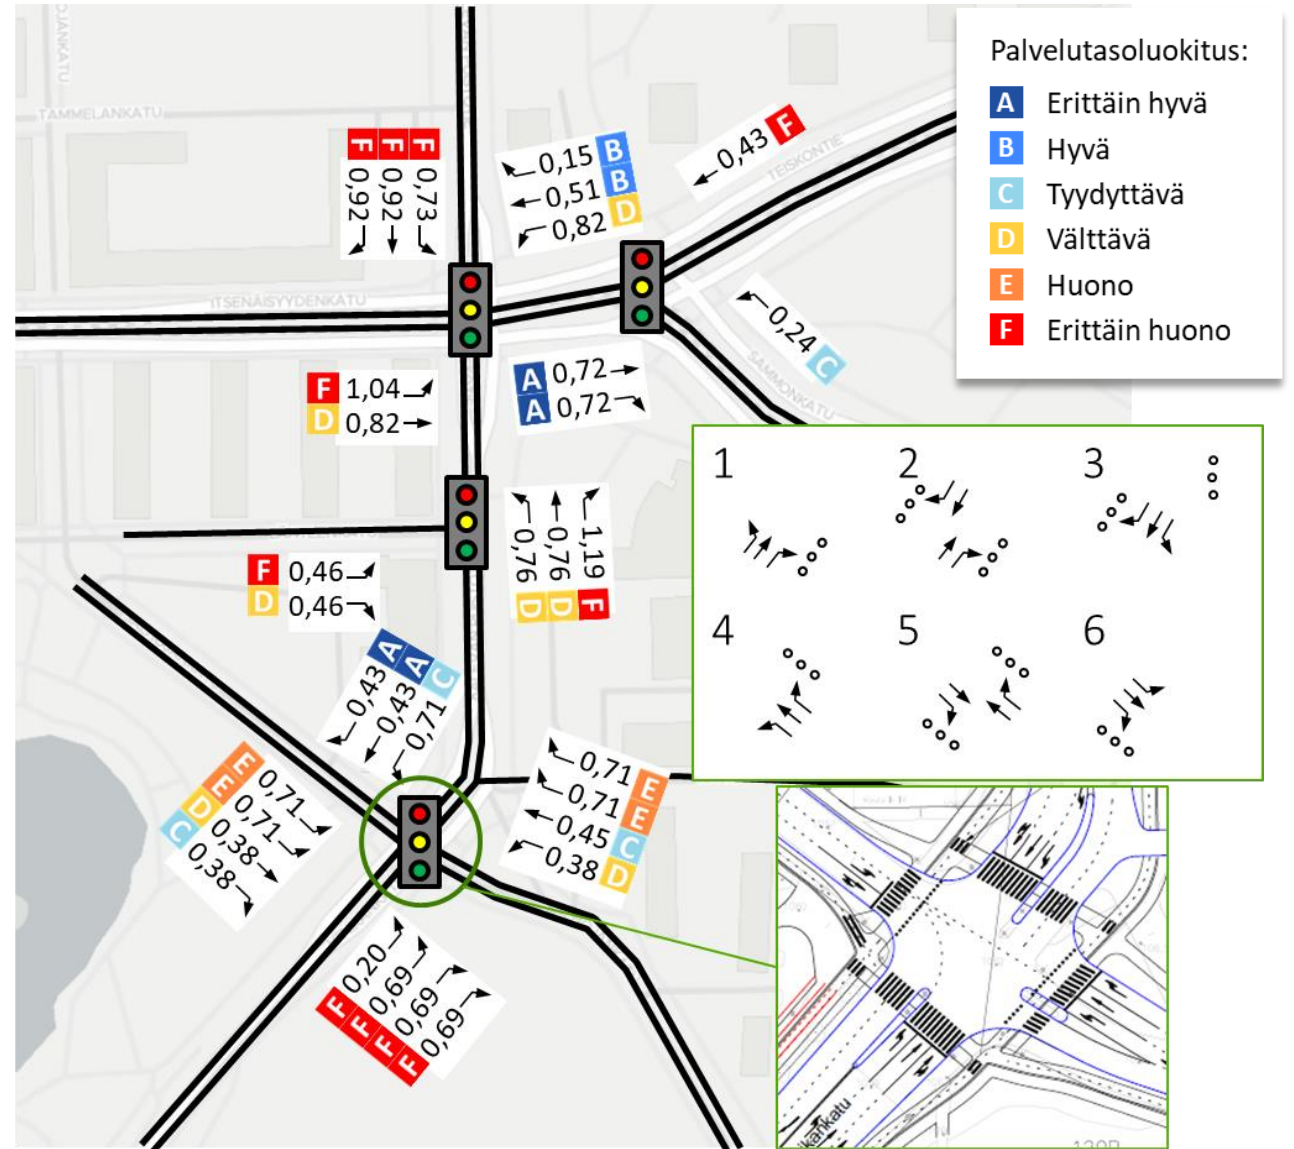 OJANKATU
TAMMELANKATU
Palvelutasoluokitus:
A Erittäin hyvä
B Hyvä
C Tyydyttävä
D Välttävä
E Huono
F Erittäin huono
F 0,92
F 0,92
F 0,73
0,15 B
0,51 B
0,82 D
0,43 F
TEISKONTIE
ITSENÄISYYDENKATU
0,24 C
SAMMONKATU
A 0,72
A 0,72
F 1,04
D 0,82
0,76 D
0,76 D
1,19 F
F 0,46
D 0,46
A 0,43
A 0,43
C 0,71
E 0,71
E 0,71
D 0,38
C 0,38
0,71 E
0,71 E
0,45 C
0,38 D
F 0,20
F 0,69
F 0,69
F 0,69
1 2 3
4 5 6
ikankatu